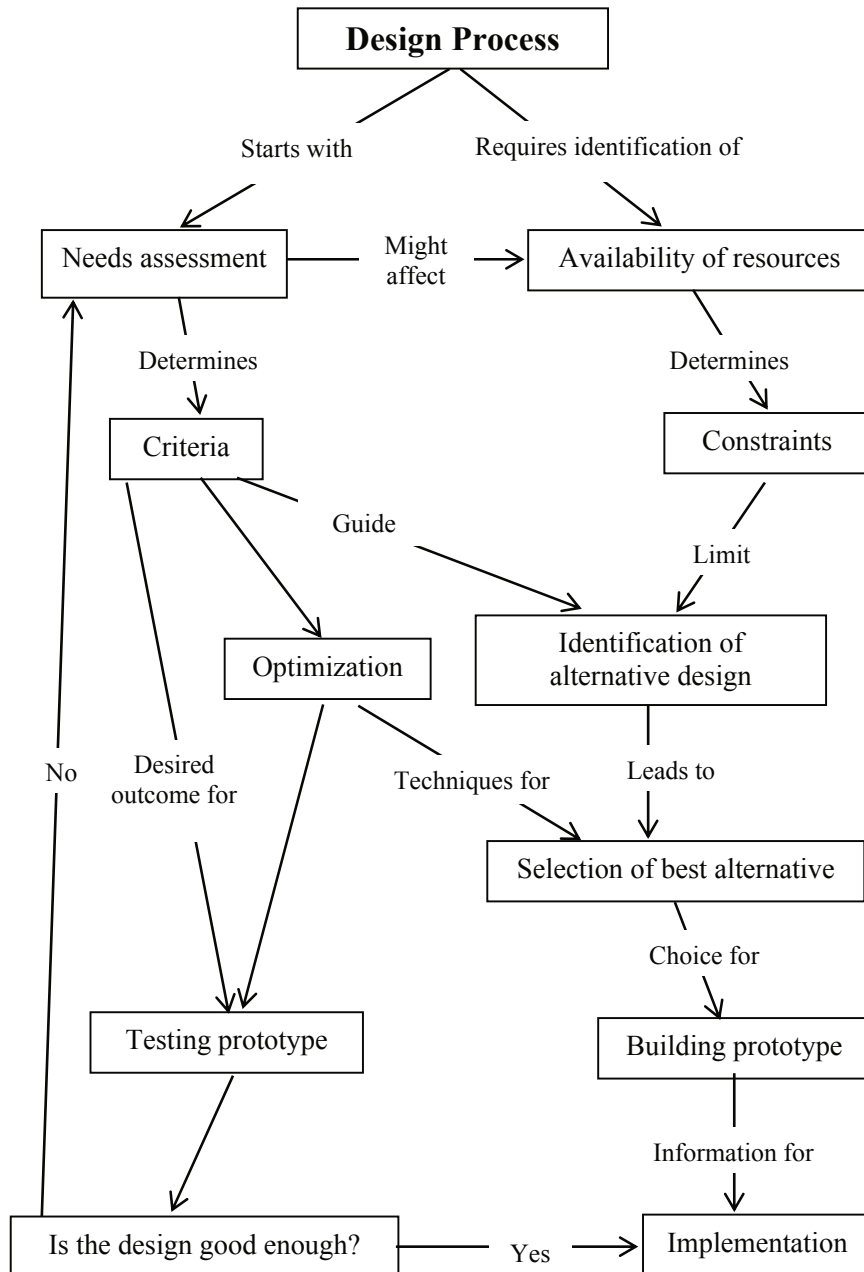 Design Process
Starts with
Requires identification of
Needs assessment
Might
affect
Availability of resources
Determines
Determines
Criteria
Constraints
Guide
Limit
Optimization
Identification of
alternative design
No
Desired
outcome for
Techniques for
Leads to
Selection of best alternative
Choice for
Testing prototype
Building prototype
Information for
Is the design good enough?
Yes
Implementation